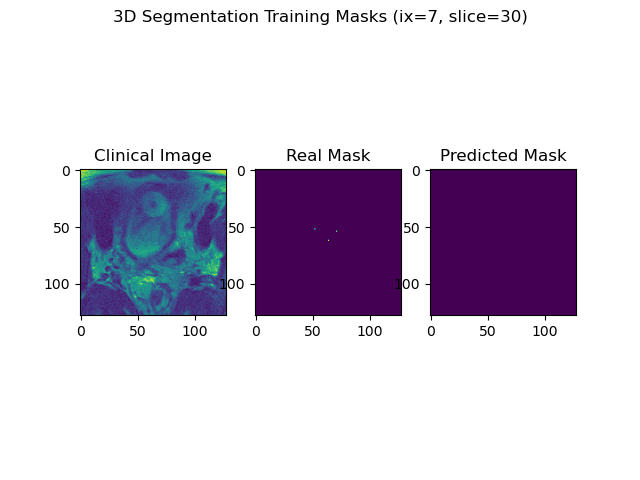 3D Segmentation Training Masks (ix=7, slice=30)
Clinical Image Real Mask Predicted Mask
0 0 0
50 50 50
100 100 100
0 50 100 0 50 100 0 50 100